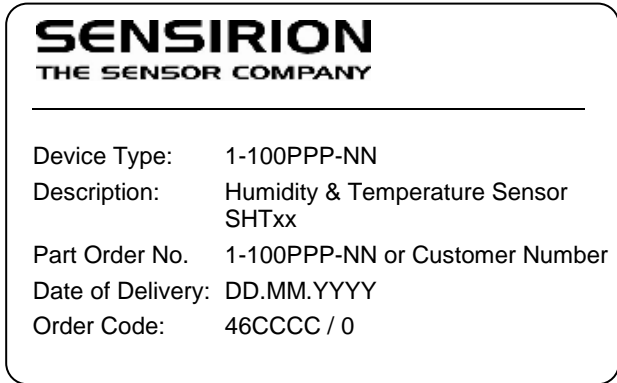 SENSIRION
THE SENSOR COMPANY
Device Type: 1-100PPP-NN
Description: Humidity & Temperature Sensor
SHTxx
Part Order No. 1-100PPP-NN or Customer Number
Date of Delivery: DD.MM.YYYY
Order Code: 46CCCC / 0